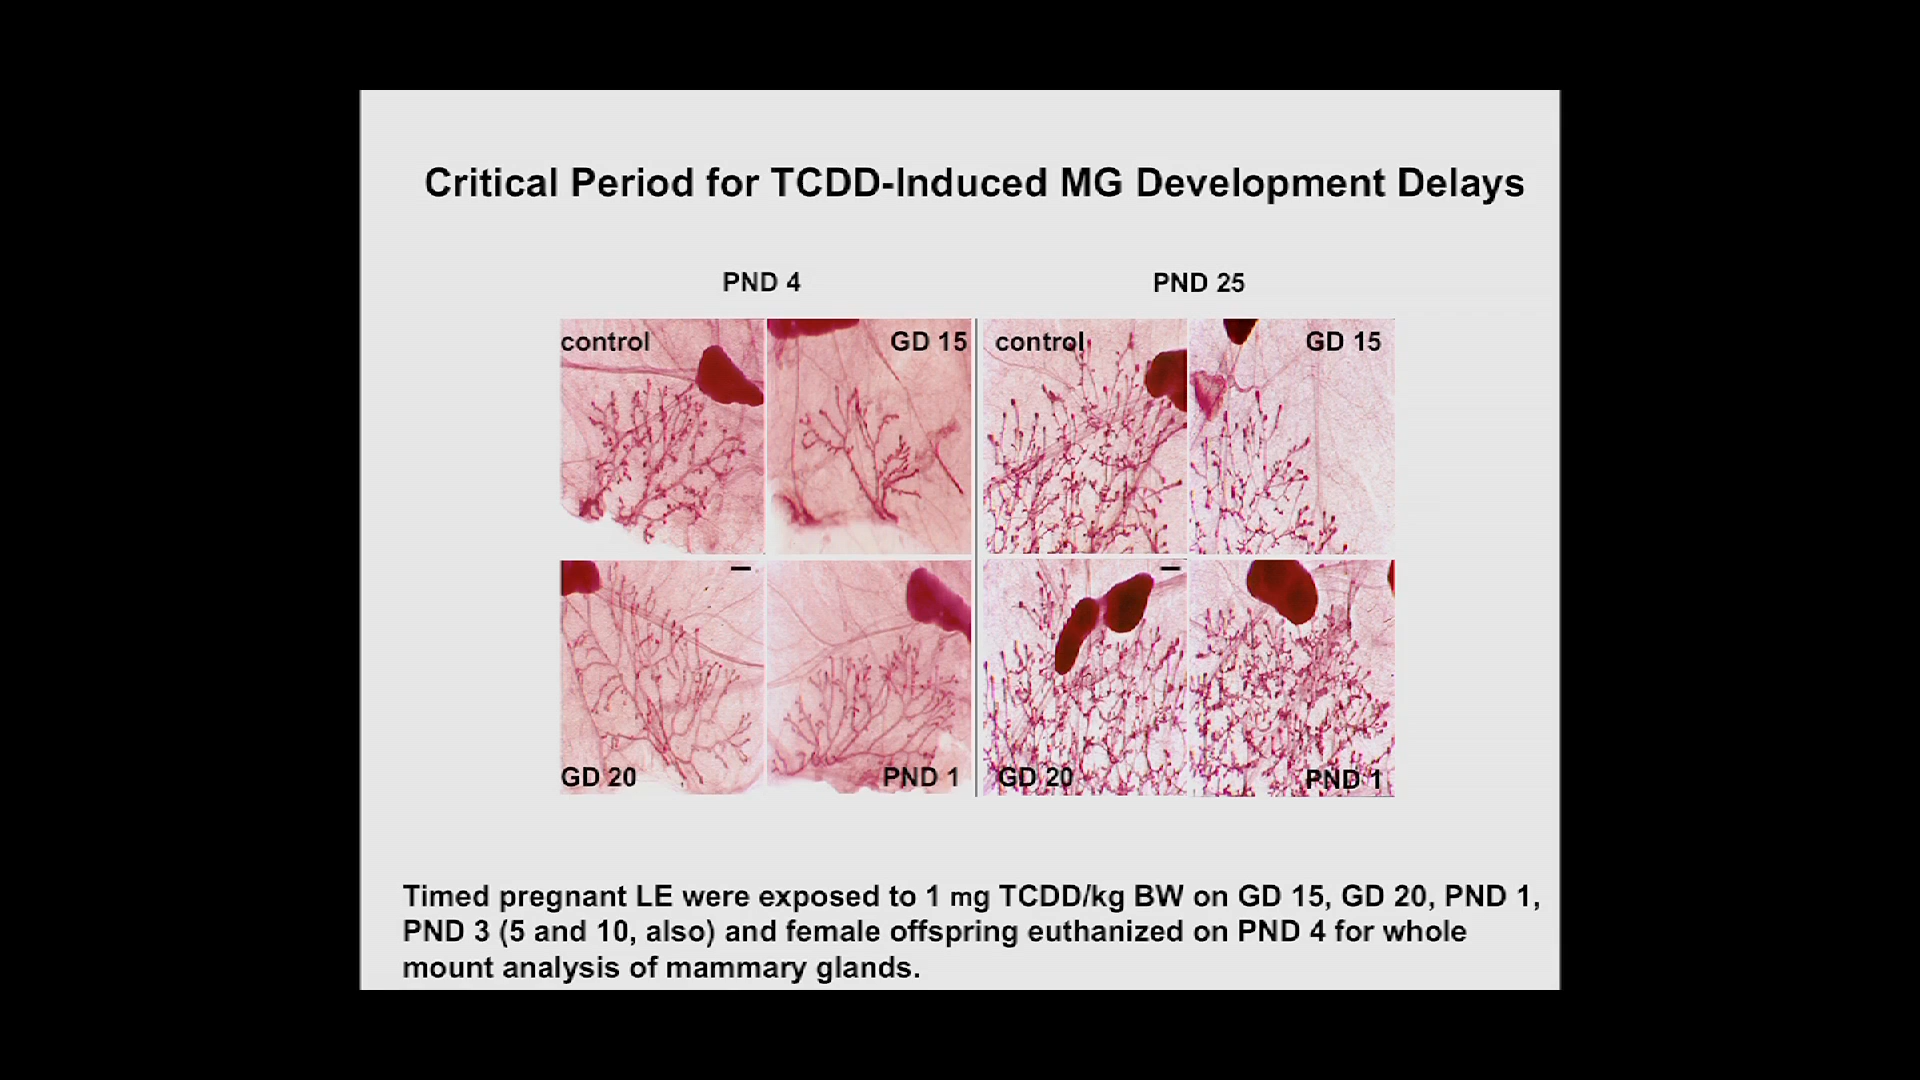 Critical Period for TCDD-Induced MG Development Delays
PND 4
PND 25
control
GD 15
control
GD 15
GD 20
PND 1
GD 20
PND 1
Timed pregnant LE were exposed to 1 mg TCDD/kg BW on GD 15, GD 20, PND 1,
PND 3 (5 and 10, also) and female offspring euthanized on PND 4 for whole
mount analysis of mammary glands.